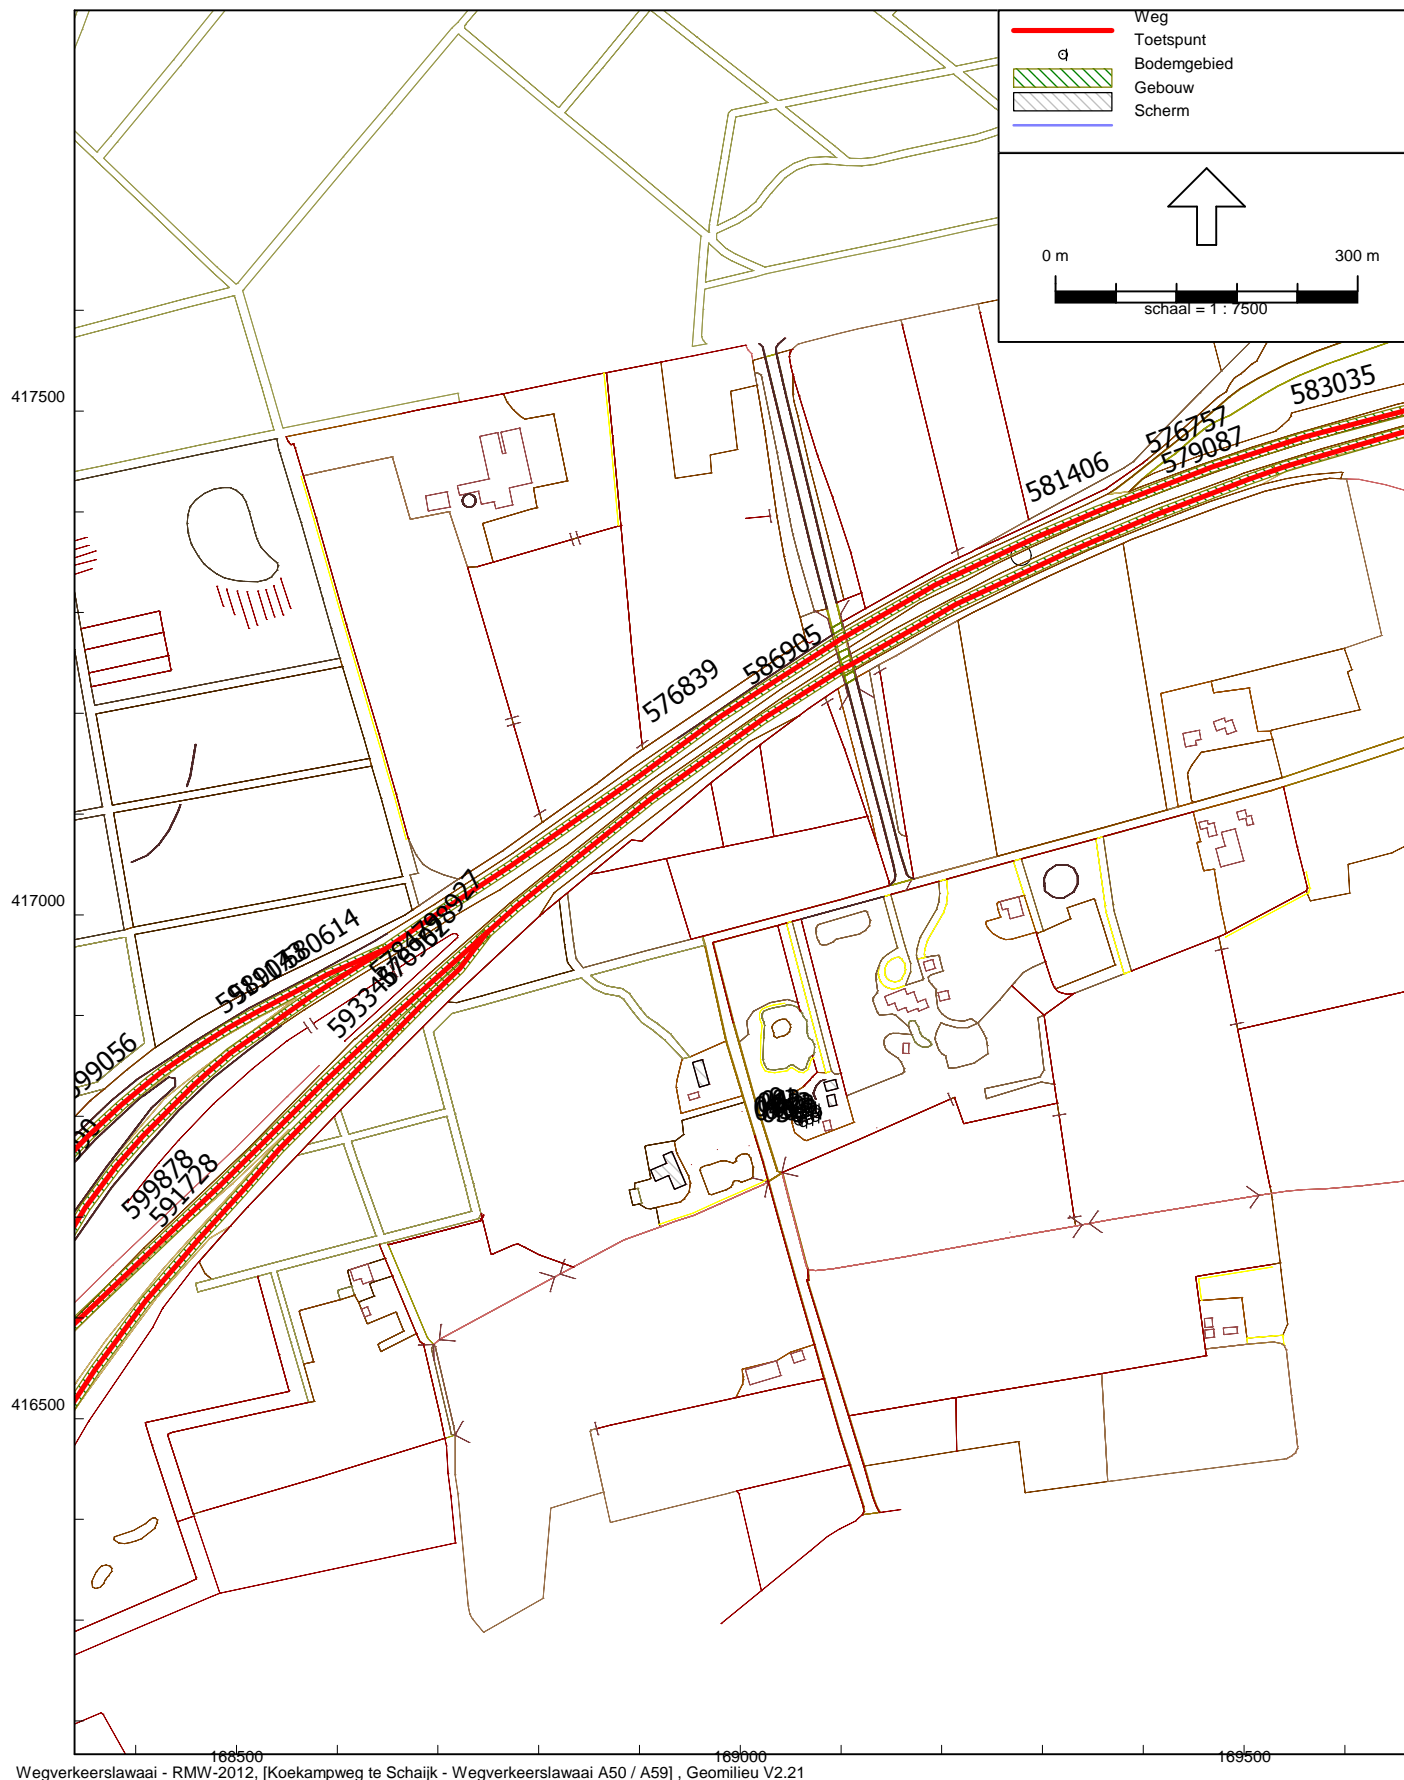 Weg
Toetspunt
Bodemgebied
Gebouw
Scherm
0 m 300 m
schaal = 1 : 7500
417500
583035
576757
579087
581406
586905
576839
417000
580614
599056
599878
591728
416500
168500 169000 169500
Wegverkeerslawaai - RMW-2012, [Koekampweg te Schaijk - Wegverkeerslawaai A50 / A59] , Geomilieu V2.21